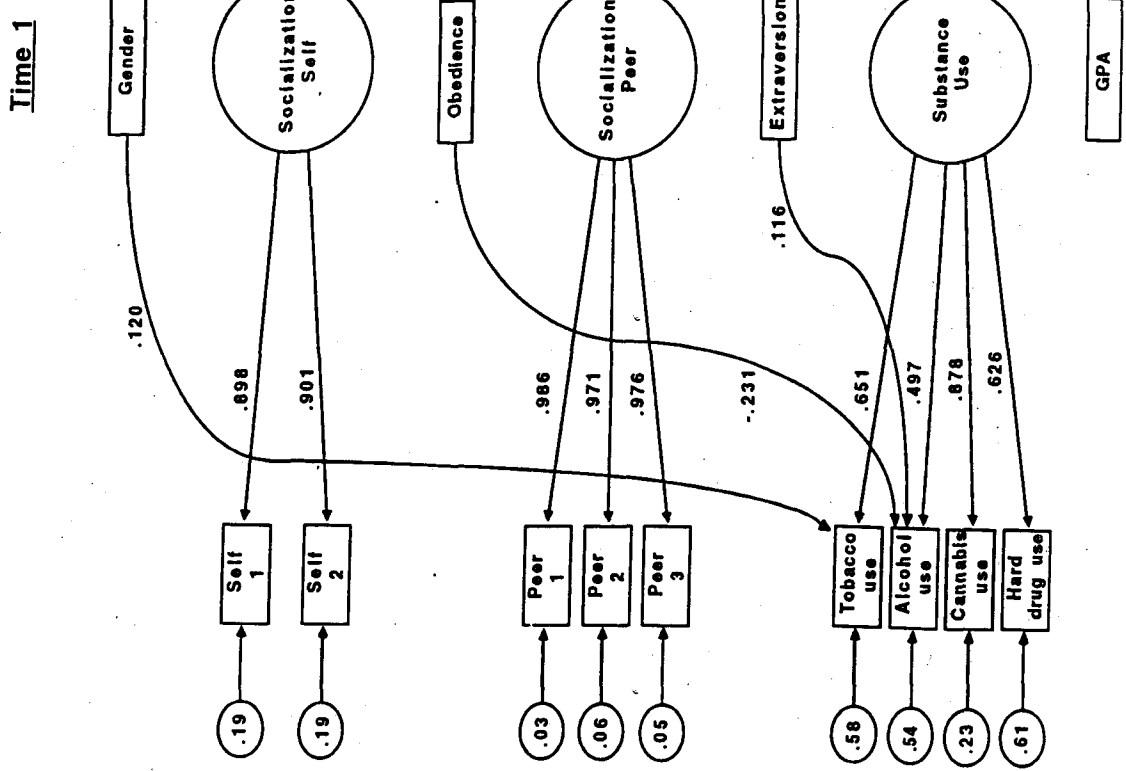 Time 1
Gender
Socialization
Self
Obedience
Socialization
Peer
Extraversion
Substance
Use
GPA
.120
.898
.901
.986
.971
.976
-.231
.116
.651
.497
.878
.626
Self
1
Self
2
Peer
1
Peer
2
Peer
3
Tobacco
use
Alcohol
use
Cannabis
use
Hard
drug use
.19
.19
.03
.06
.05
.58
.54
.23
.61